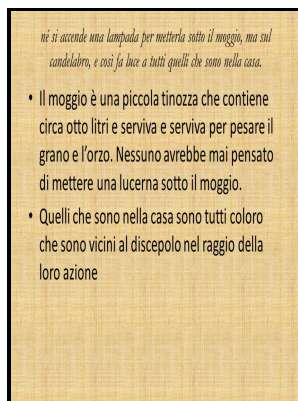 né si accende una lampada per metterla sotto il moggio, ma sul
candelabro, e così fa luce a tutti quelli che sono nella casa.
• Il moggio è una piccola tinozza che contiene
circa otto litri e serviva e serviva per pesare il
grano e l'orzo. Nessuno avrebbe mai pensato
di mettere una lucerna sotto il moggio.
• Quelli che sono nella casa sono tutti coloro
che sono vicini al discepolo nel raggio della
loro azione